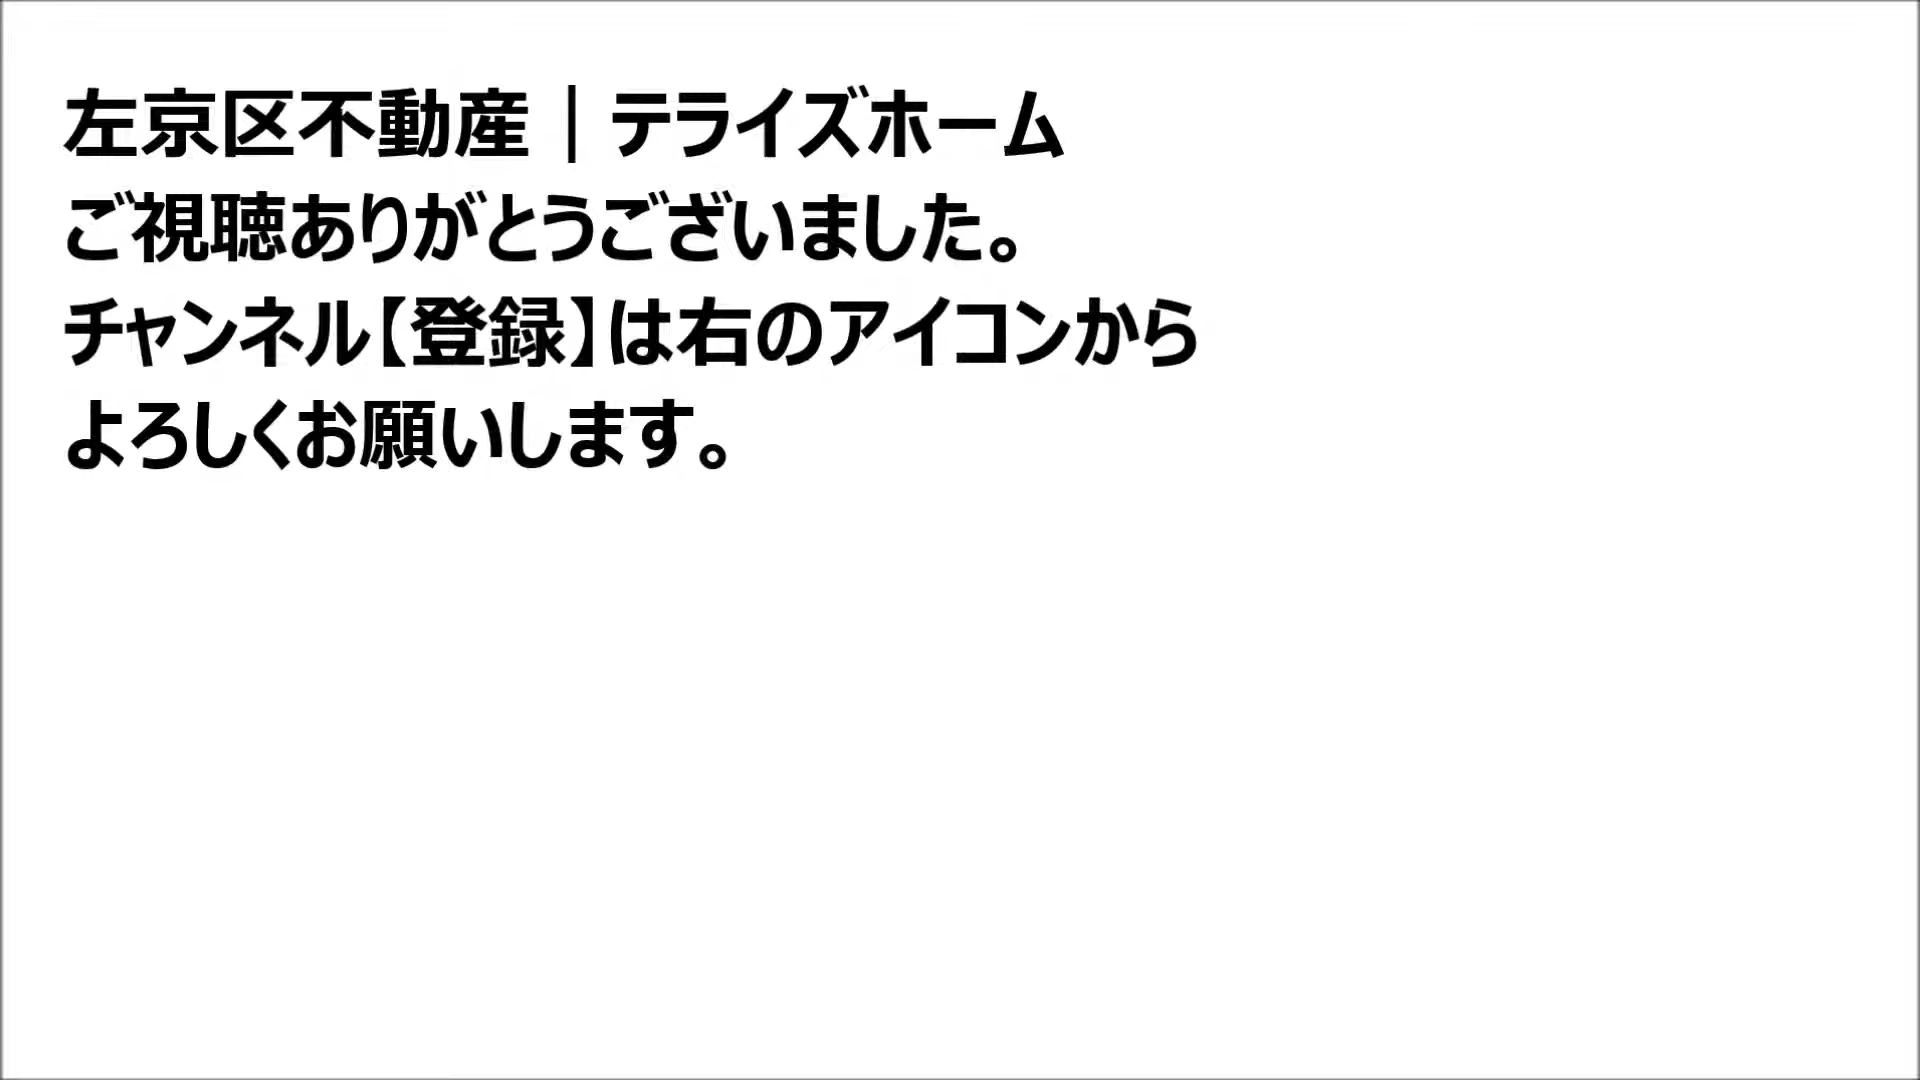 左京区不動産｜テライズホーム
ご視聴ありがとうございました。
チャンネル【登録】は右のアイコンから
よろしくお願いします。